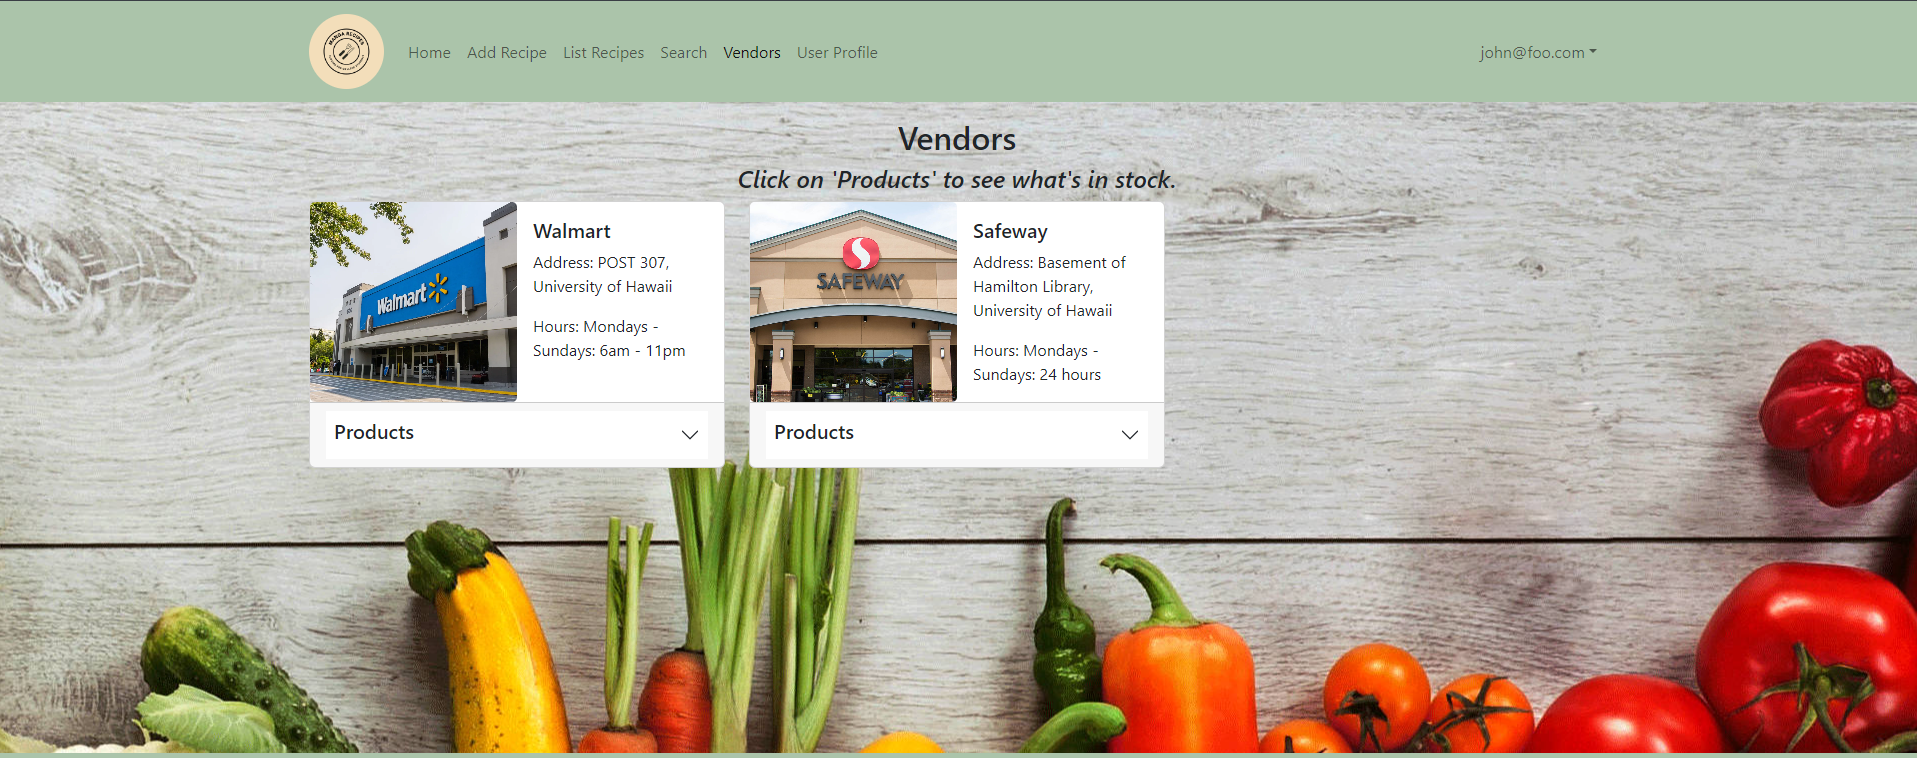 MANOA RECIPES
Home Add Recipe List Recipes Search Vendors User Profile john@foo.com
Vendors
Click on 'Products' to see what's in stock.
Walmart
Walmart
Address: POST 307,
University of Hawaii
Hours: Mondays -
Sundays: 6am - 11pm
Products
SAFEWAY
Safeway
Address: Basement of
Hamilton Library,
University of Hawaii
Hours: Mondays -
Sundays: 24 hours
Products